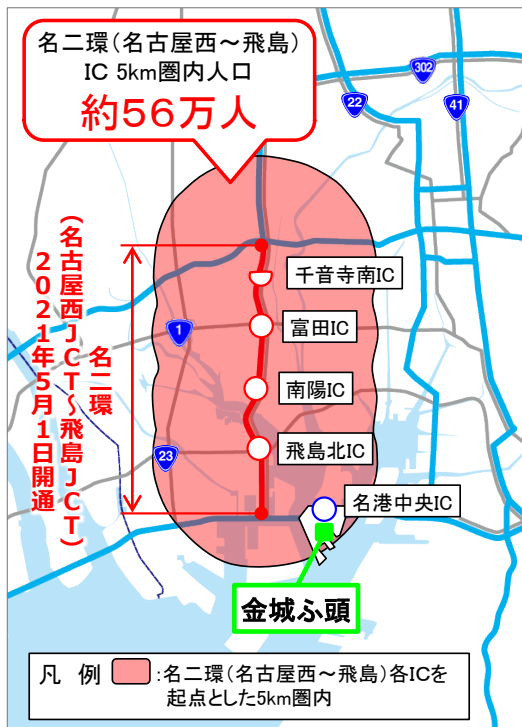 名二環（名古屋西～飛島）
IC 5km圏内人口
約56万人
302
22
41
千音寺南IC
1
富田IC
南陽IC
23
飛島北IC
名港中央IC
名二環
（名古屋西JCT～飛島JCT）
2021年5月1日開通
金城ふ頭
凡　例　:名二環（名古屋西～飛島）各ICを
起点とした5km圏内